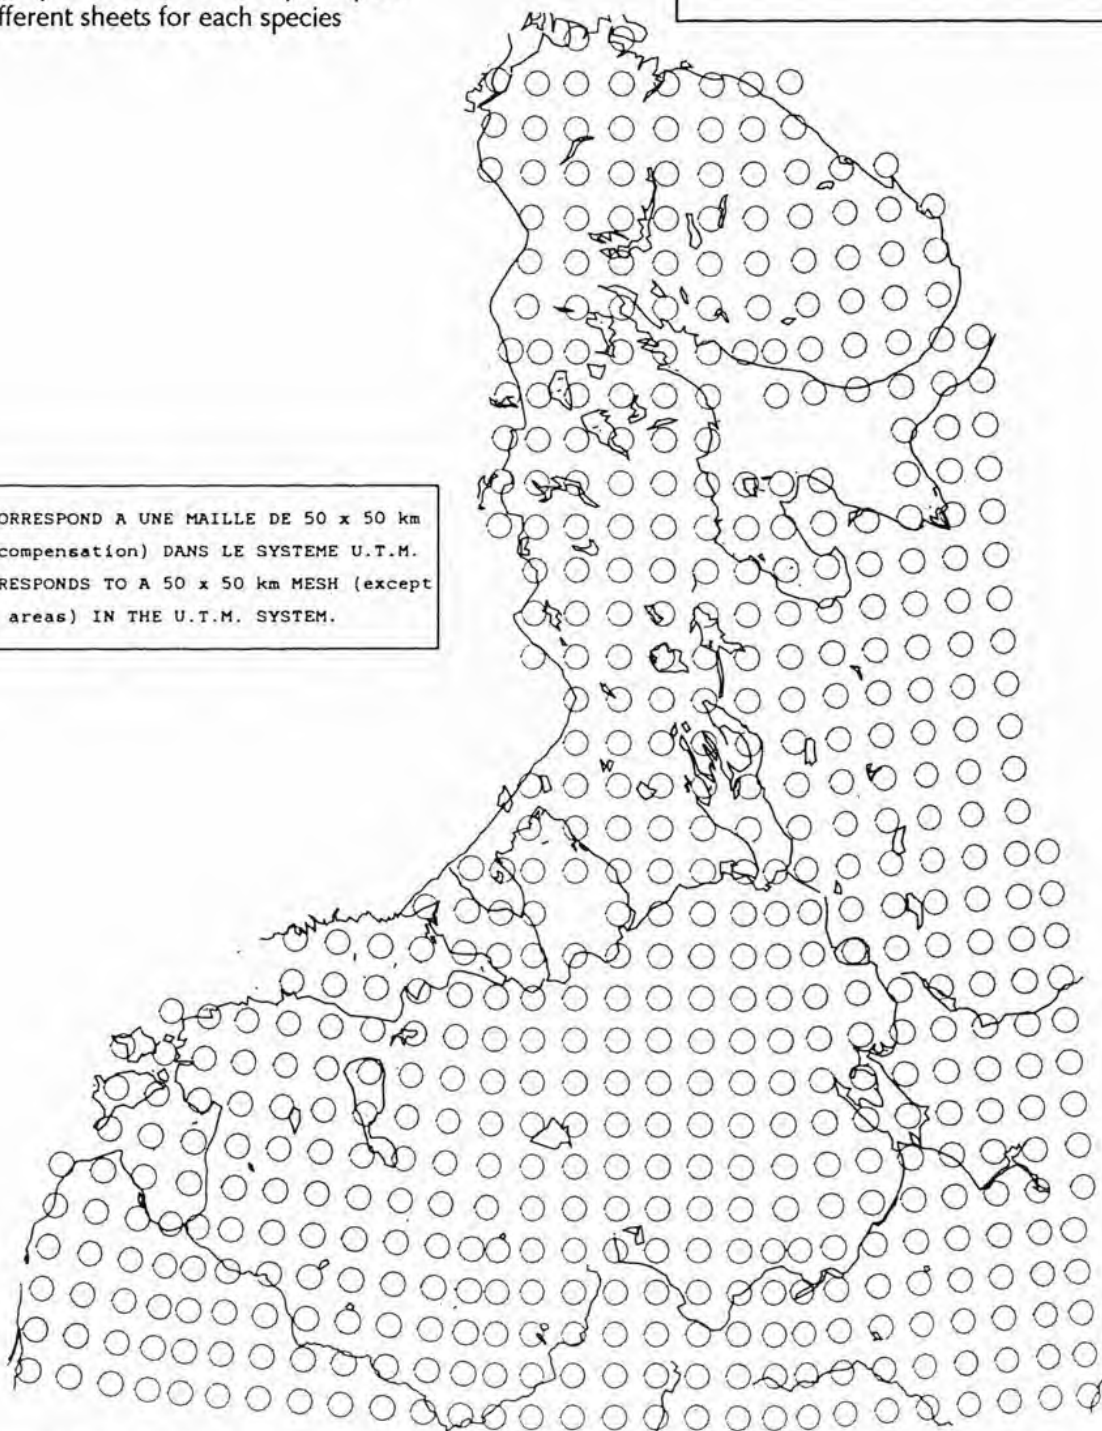 fferent sheets for each species
ORRESPOND A UNE MAILLE DE 50 x 50 km
compensation) DANS LE SYSTEME U.T.M.
RESPONDS TO A 50 x 50 km MESH (except
areas) IN THE U.T.M. SYSTEM.